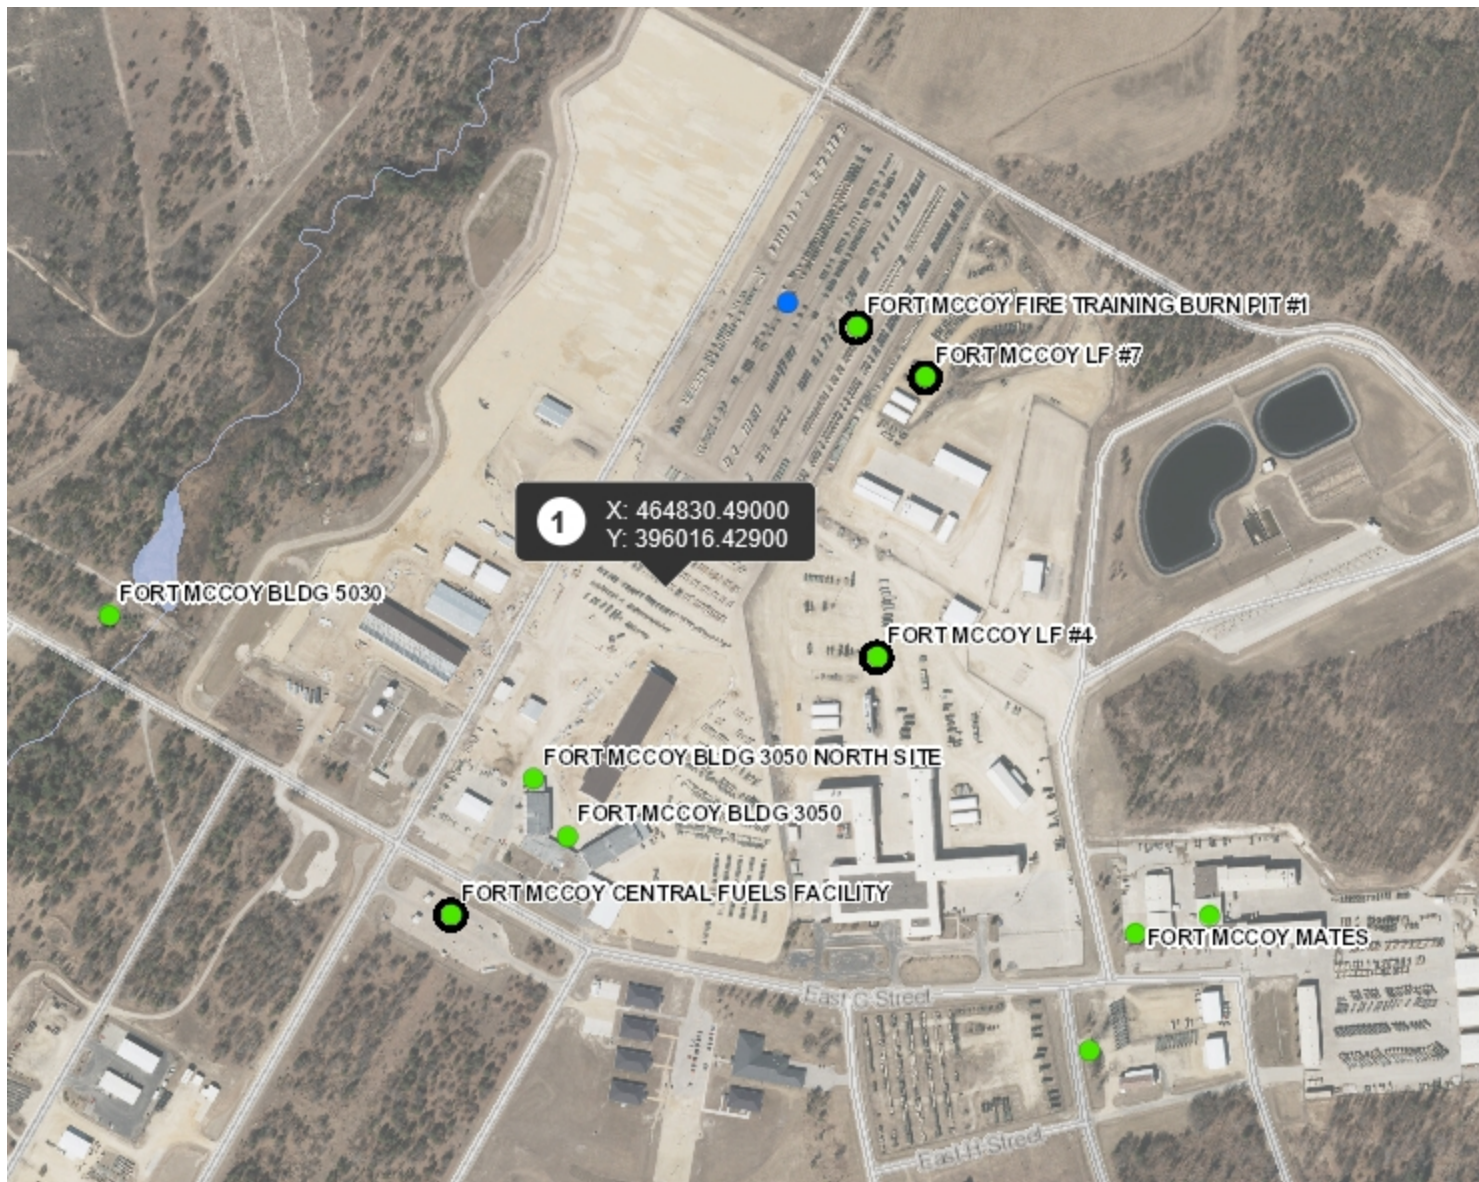 FORT MCCOY FIRE TRAINING BURN PIT #1
FORT MCCOY LF #7
1
X: 464830.49000
Y: 396016.42900
FORT MCCOY BLDG 5030
FORT MCCOY LF #4
FORT MCCOY BLDG 3050 NORTH SITE
FORT MCCOY BLDG 3050
FORT MCCOY CENTRAL FUELS FACILITY
FORT MCCOY MATES
East C Street
East H Street